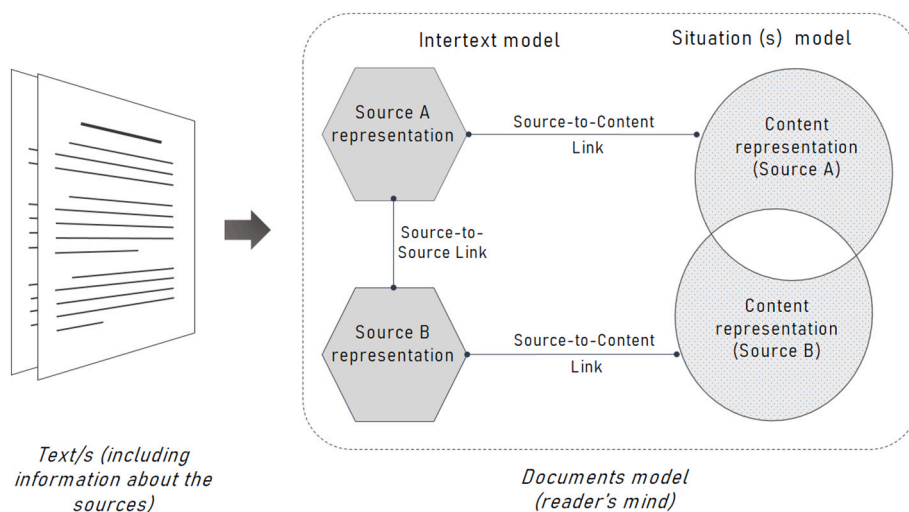 Intertext model
Situation (s) model
Source A
representation
Source-to-Content
Link
Content
representation
(Source A)
Source-to-
Source Link
Source B
representation
Source-to-Content
Link
Content
representation
(Source B)
Text/s (including
information about the
sources)
Documents model
(reader's mind)